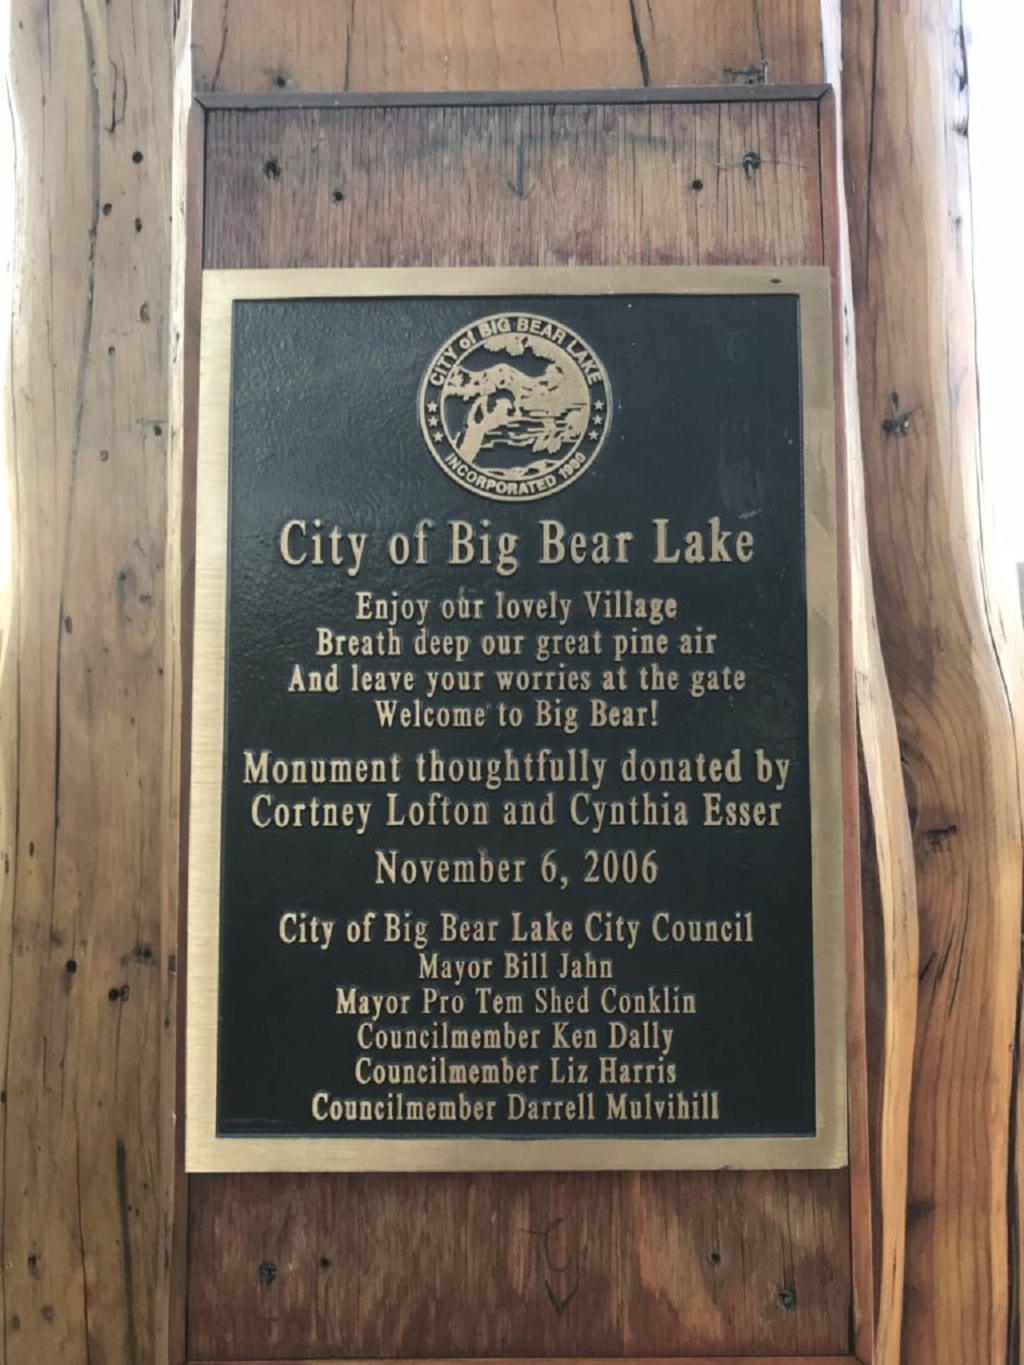 CITY of BIG BEAR LAKE
INCORPORATED 1980
City of Big Bear Lake
Enjoy our lovely Village
Breath deep our great pine air
And leave your worries at the gate
Welcome to Big Bear!
Monument thoughtfully donated by
Cortney Lofton and Cynthia Esser
November 6, 2006
City of Big Bear Lake City Council
Mayor Bill Jahn
Mayor Pro Tem Shed Conklin
Councilmember Ken Dally
Councilmember Liz Harris
Councilmember Darrell Mulvihill